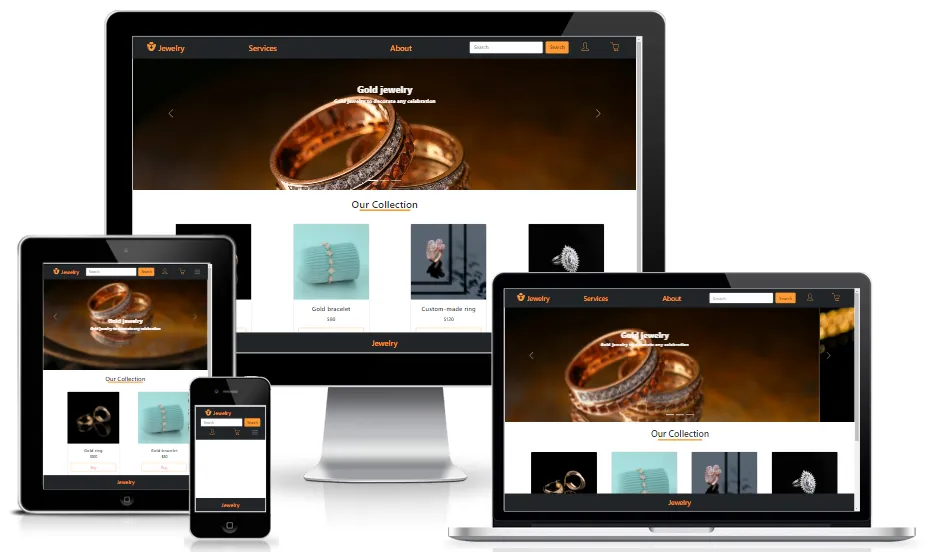 Jewelry
Services
About
Search
Search
Gold jewelry
Gold jewelry to decorate any celebration
Our Collection
Gold bracelet
$80
Custom-made ring
$120
Jewelry
Jewelry
Search
Search
Gold jewelry
Gold jewelry to decorate any celebration
Our Collection
Gold ring
Gold bracelet
$80
Buy
Buy
Jewelry
Jewelry
Search
Search
Jewelry
Jewelry
Services
About
Search
Search
Gold jewelry
Gold jewelry to decorate any celebration
Our Collection
Jewelry